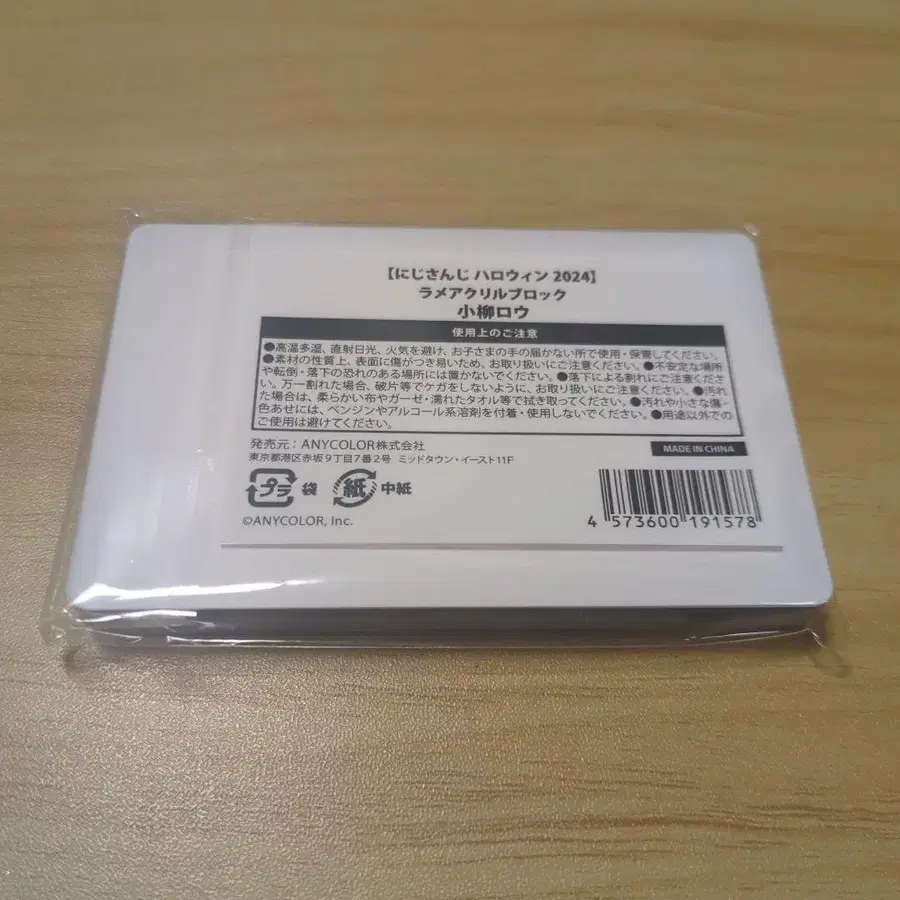 【にじさんじ ハロウィン 2024】
ラメアクリルブロック
小柳ロウ
使用上のご注意
●高温多湿、直射日光、火気を避け、お子さまの手の届かない所で使用・保管してください。
●素材の性質上、表面に傷がつき易いため、お取り扱いにご注意ください。●不安定な場所
や転倒・落下の恐れのある場所には置かないでください。●落下による割れにご注意くださ
い。万一割れた場合、破片等でケガをしないように、お取り扱いにご注意ください。●汚れ
た場合は、柔らかい布やガーゼ・濡れたタオル等で拭き取ってください。●汚れや小さな傷・
色あせには、ベンジンやアルコール系溶剤を付着・使用しないでください。●用途以外での
ご使用は避けてください。
発売元：ANYCOLOR株式会社
東京都港区赤坂9丁目7番2号 ミッドタウン・イースト11F
MADE IN CHINA
プラ 袋 紙 中紙
©ANYCOLOR, Inc.
4 573600 191578